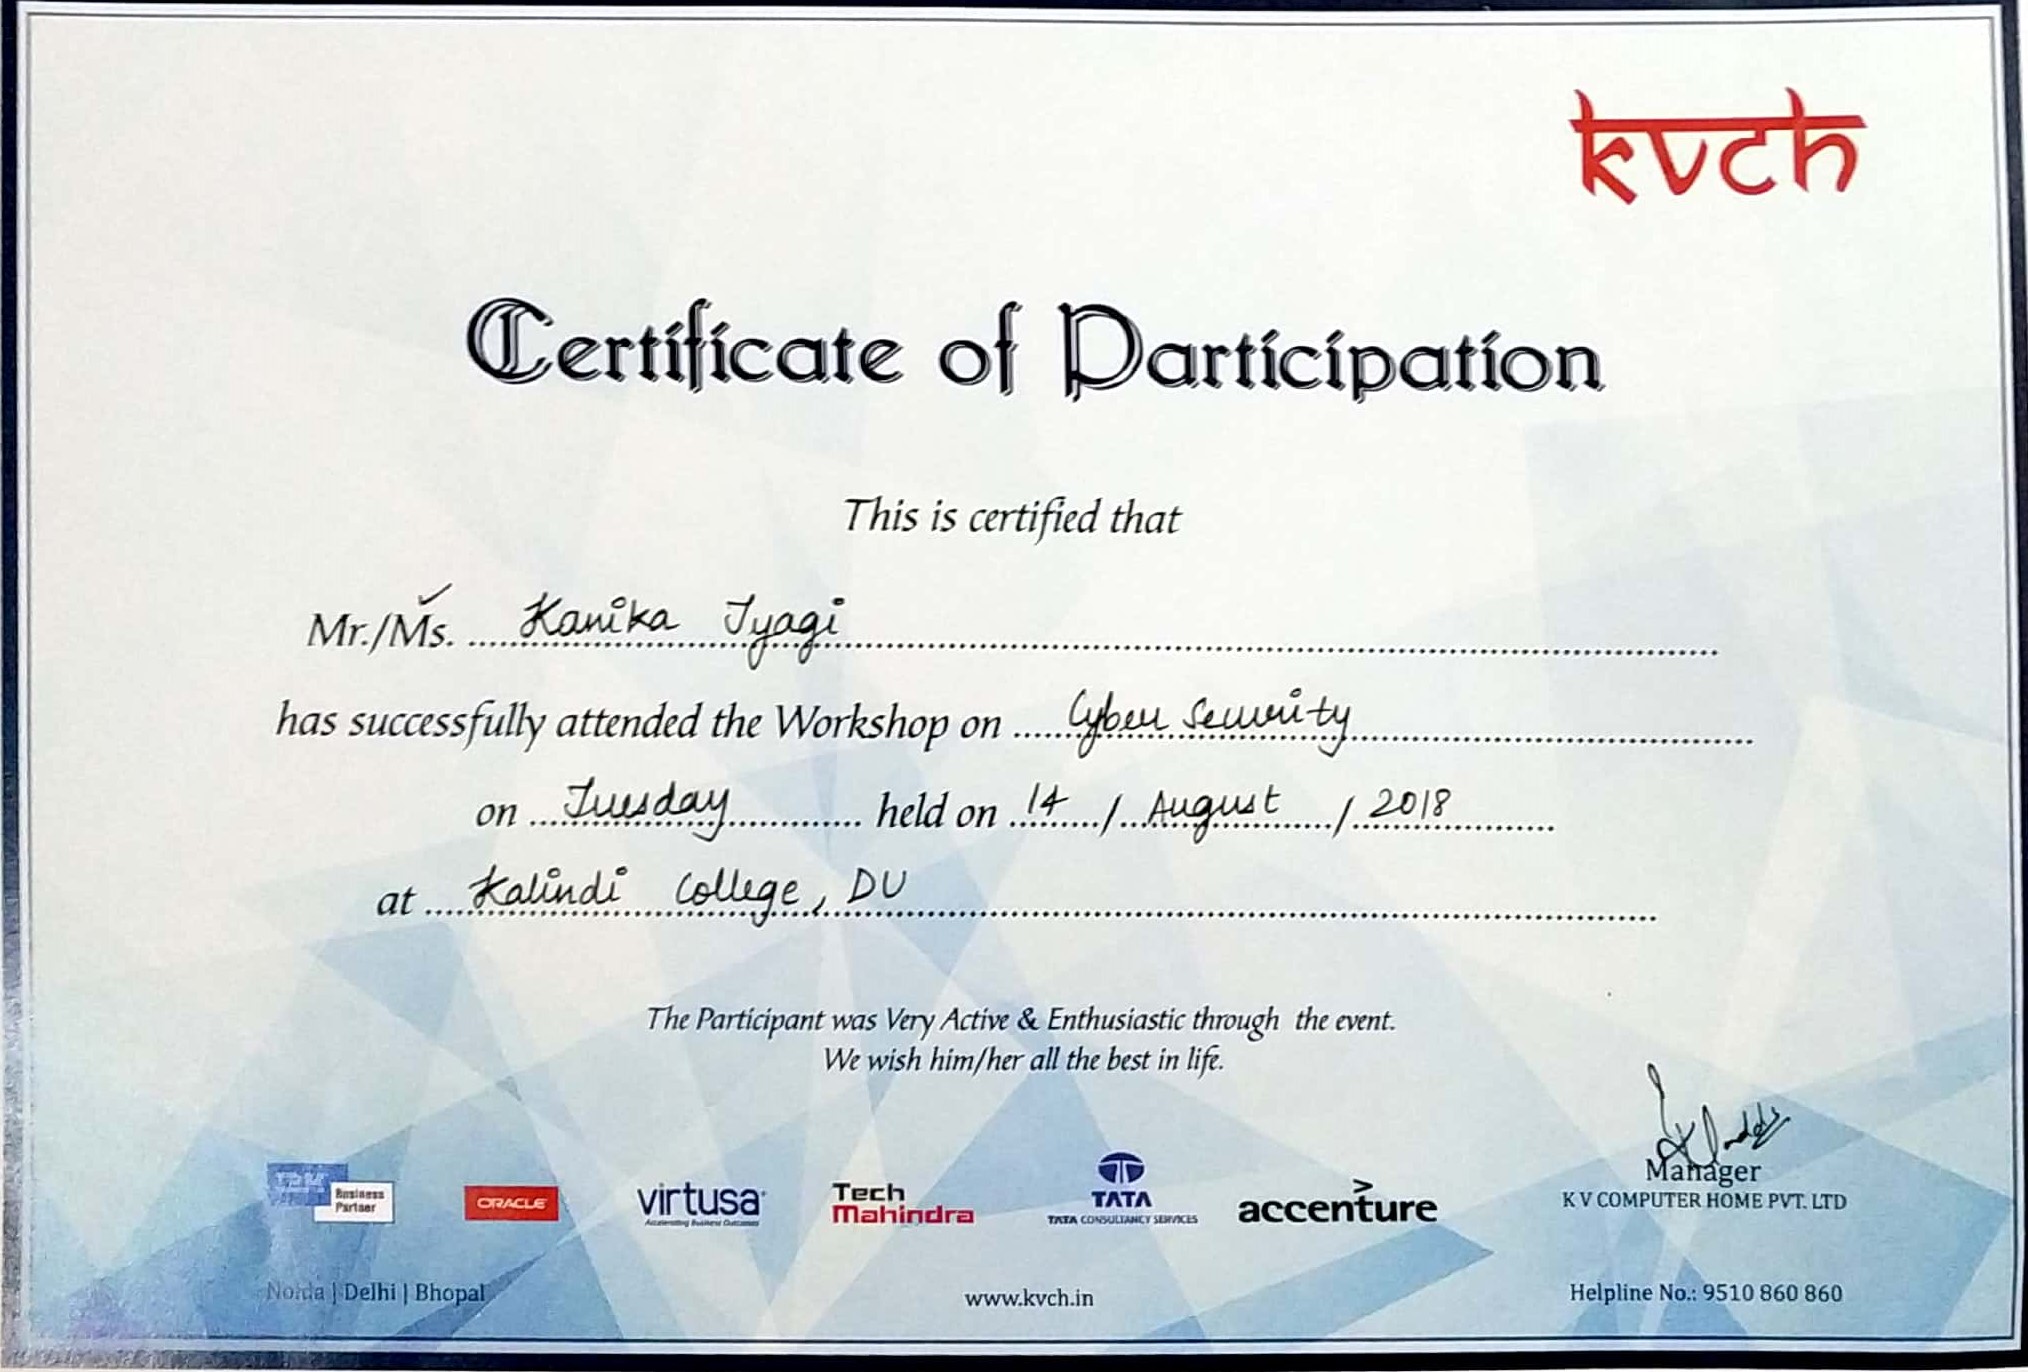 kvch
Certificate of Participation
This is certified that
Mr./Ms. Kanika Tyagi
has successfully attended the Workshop on Cyber Security
on Tuesday held on 14 / August / 2018
at Kalindi College, DU
The Participant was Very Active & Enthusiastic through the event.
We wish him/her all the best in life.
IBM Business Partner
ORACLE
virtusa
Accelerating Business Outcomes
Tech Mahindra
TATA
TATA CONSULTANCY SERVICES
accenture
Manager
K V COMPUTER HOME PVT. LTD
Noida | Delhi | Bhopal
www.kvch.in
Helpline No.: 9510 860 860